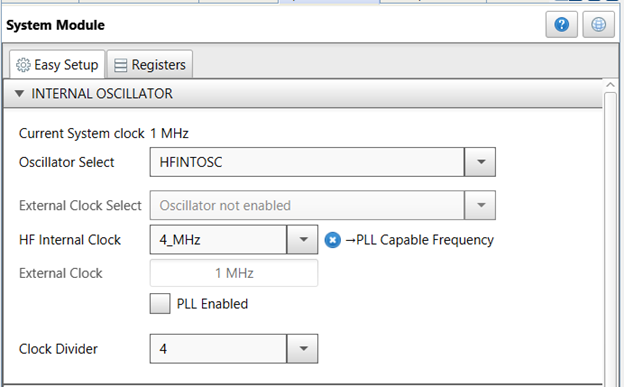 System Module
Easy Setup
Registers
INTERNAL OSCILLATOR
Current System clock 1 MHz
Oscillator Select HFINTOSC
External Clock Select Oscillator not enabled
HF Internal Clock 4_MHz →PLL Capable Frequency
External Clock 1 MHz
PLL Enabled
Clock Divider 4